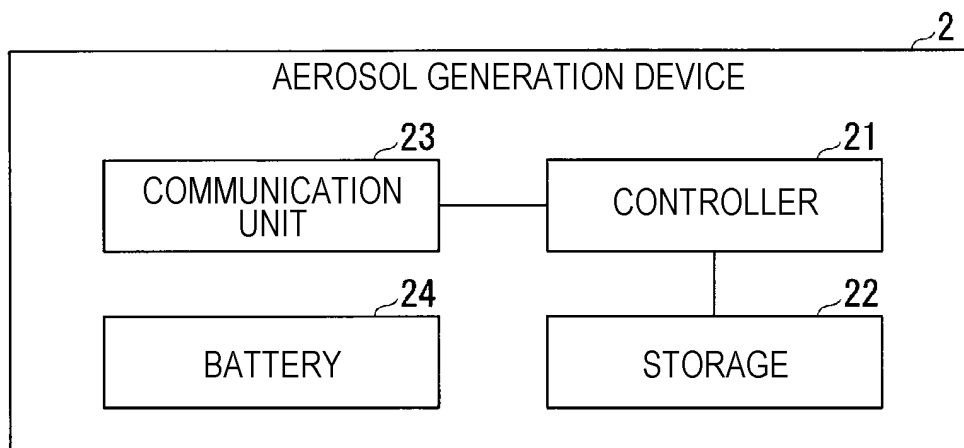 2
AEROSOL GENERATION DEVICE
23
21
COMMUNICATION
UNIT
CONTROLLER
24
22
BATTERY
STORAGE